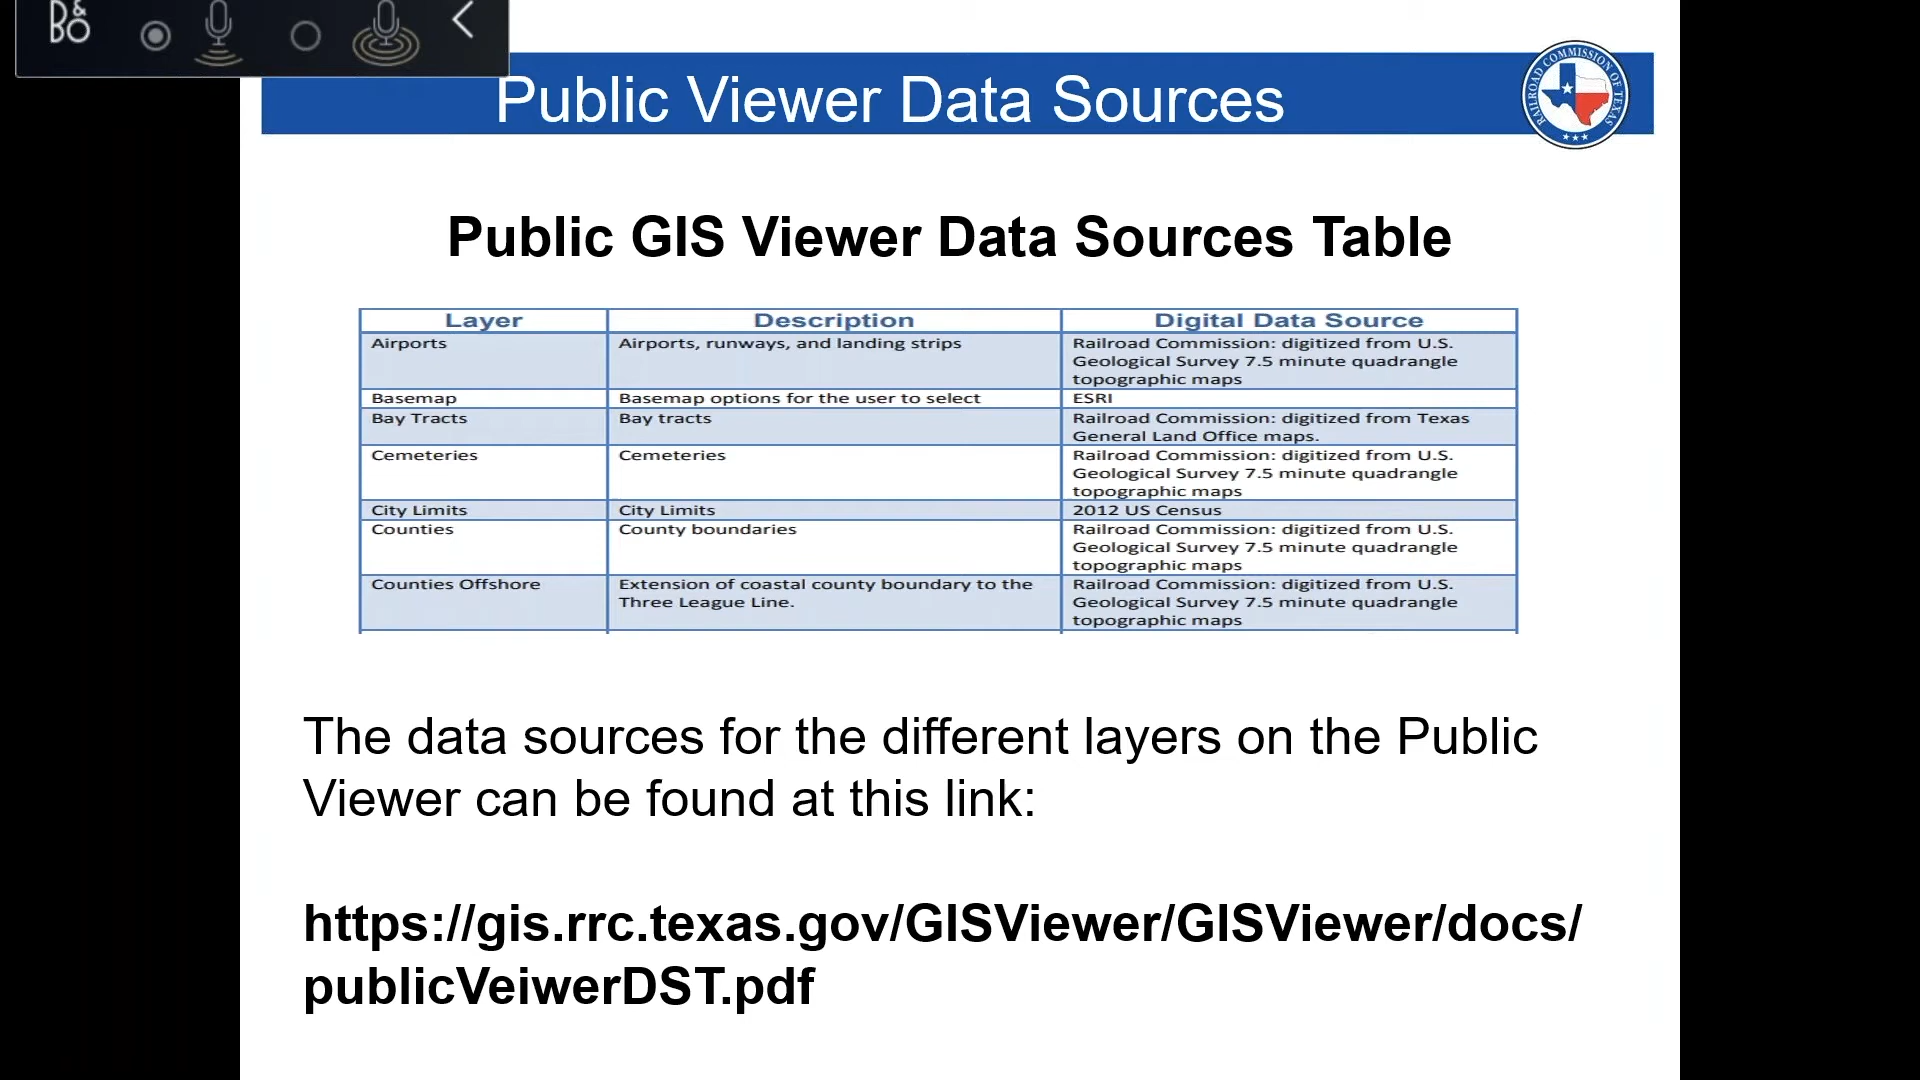 B&O
Public Viewer Data Sources
RAILROAD COMMISSION OF TEXAS
Public GIS Viewer Data Sources Table
Layer Description Digital Data Source
Airports Airports, runways, and landing strips Railroad Commission: digitized from U.S.
Geological Survey 7.5 minute quadrangle
topographic maps
Basemap Basemap options for the user to select ESRI
Bay Tracts Bay tracts Railroad Commission: digitized from Texas
General Land Office maps.
Cemeteries Cemeteries Railroad Commission: digitized from U.S.
Geological Survey 7.5 minute quadrangle
topographic maps
City Limits City Limits 2012 US Census
Counties County boundaries Railroad Commission: digitized from U.S.
Geological Survey 7.5 minute quadrangle
topographic maps
Counties Offshore Extension of coastal county boundary to the Railroad Commission: digitized from U.S.
Three League Line. Geological Survey 7.5 minute quadrangle
topographic maps
The data sources for the different layers on the Public
Viewer can be found at this link:
https://gis.rrc.texas.gov/GISViewer/GISViewer/docs/
publicVeiwerDST.pdf